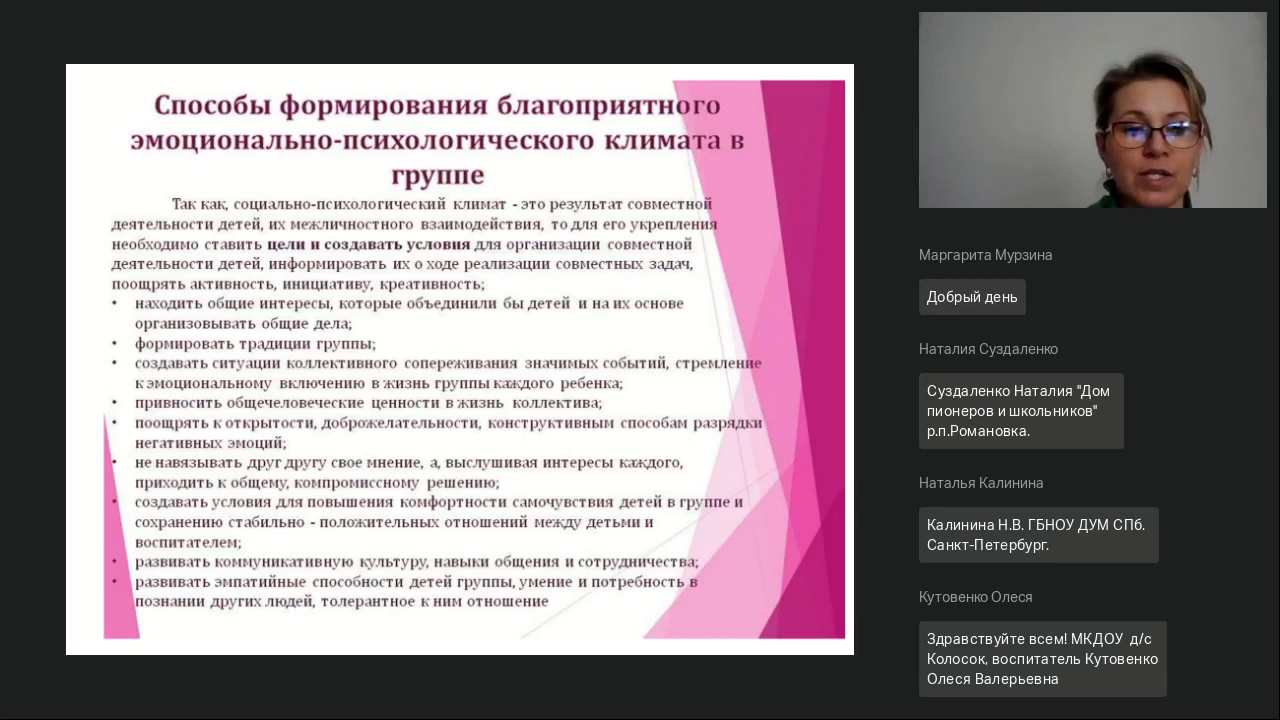 Способы формирования благоприятного
эмоционально-психологического климата в
группе
Так как, социально-психологический климат - это результат совместной
деятельности детей, их межличностного взаимодействия, то для его укрепления
необходимо ставить цели и создавать условия для организации совместной
деятельности детей, информировать их о ходе реализации совместных задач,
поощрять активность, инициативу, креативность;
• находить общие интересы, которые объединили бы детей и на их основе
организовывать общие дела;
• формировать традиции группы;
• создавать ситуации коллективного сопереживания значимых событий, стремление
к эмоциональному включению в жизнь группы каждого ребенка;
• привносить общечеловеческие ценности в жизнь коллектива;
• поощрять к открытости, доброжелательности, конструктивным способам разрядки
негативных эмоций;
• не навязывать друг другу свое мнение, а, выслушивая интересы каждого,
приходить к общему, компромиссному решению;
• создавать условия для повышения комфортности самочувствия детей в группе и
сохранению стабильно - положительных отношений между детьми и
воспитателем;
• развивать коммуникативную культуру, навыки общения и сотрудничества;
• развивать эмпатийные способности детей группы, умение и потребность в
познании других людей, толерантное к ним отношение
Маргарита Мурзина
Добрый день
Наталия Суздаленко
Суздаленко Наталия "Дом
пионеров и школьников"
р.п.Романовка.
Наталья Калинина
Калинина Н.В. ГБНОУ ДУМ СПб.
Санкт-Петербург.
Кутовенко Олеся
Здравствуйте всем! МКДОУ д/с
Колосок, воспитатель Кутовенко
Олеся Валерьевна